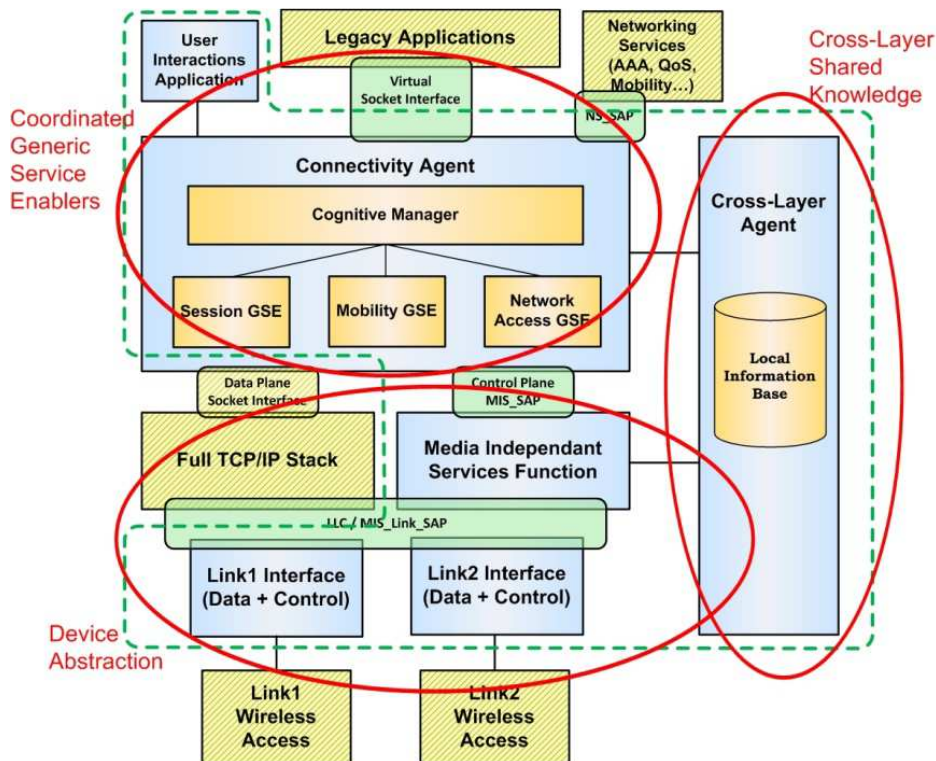 User
Interactions
Application
Legacy Applications
Networking
Services
(AAA, QoS,
Mobility...)
Cross-Layer
Shared
Knowledge
Virtual
Socket Interface
NS_SAP
Coordinated
Generic
Service
Enablers
Connectivity Agent
Cognitive Manager
Session GSE
Mobility GSE
Network
Access GSE
Cross-Layer
Agent
Local
Information
Base
Data Plane
Socket Interface
Control Plane
MIS_SAP
Full TCP/IP Stack
Media Independant
Services Function
LLC / MIS_Link_SAP
Link1 Interface
(Data + Control)
Link2 Interface
(Data + Control)
Device
Abstraction
Link1
Wireless
Access
Link2
Wireless
Access